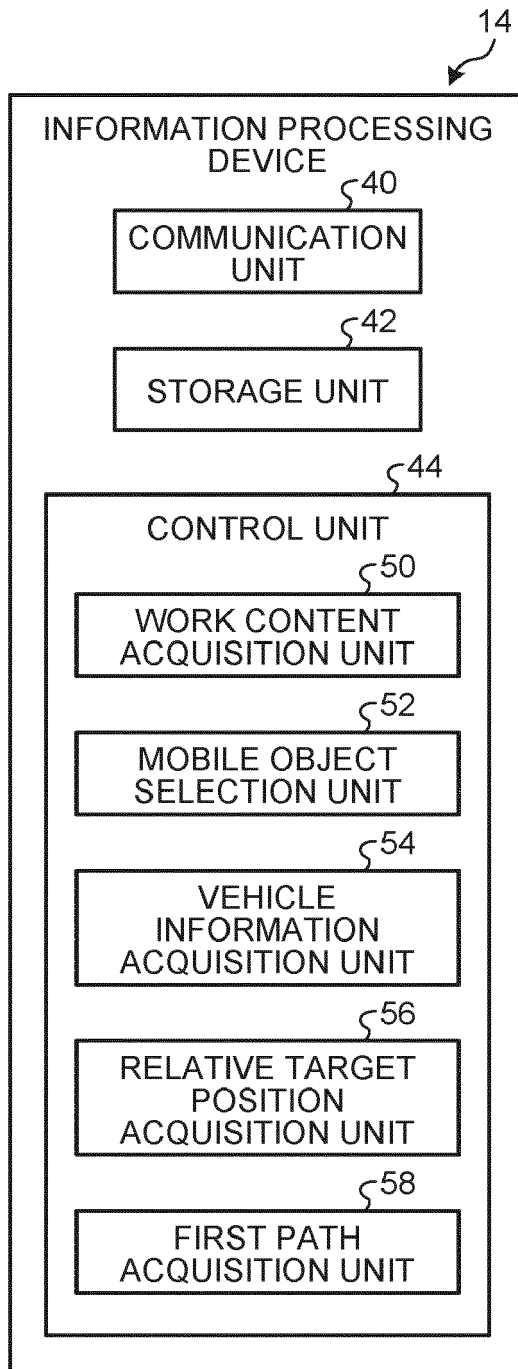 14
INFORMATION PROCESSING
DEVICE
40
COMMUNICATION
UNIT
42
STORAGE UNIT
44
CONTROL UNIT
50
WORK CONTENT
ACQUISITION UNIT
52
MOBILE OBJECT
SELECTION UNIT
54
VEHICLE
INFORMATION
ACQUISITION UNIT
56
RELATIVE TARGET
POSITION
ACQUISITION UNIT
58
FIRST PATH
ACQUISITION UNIT